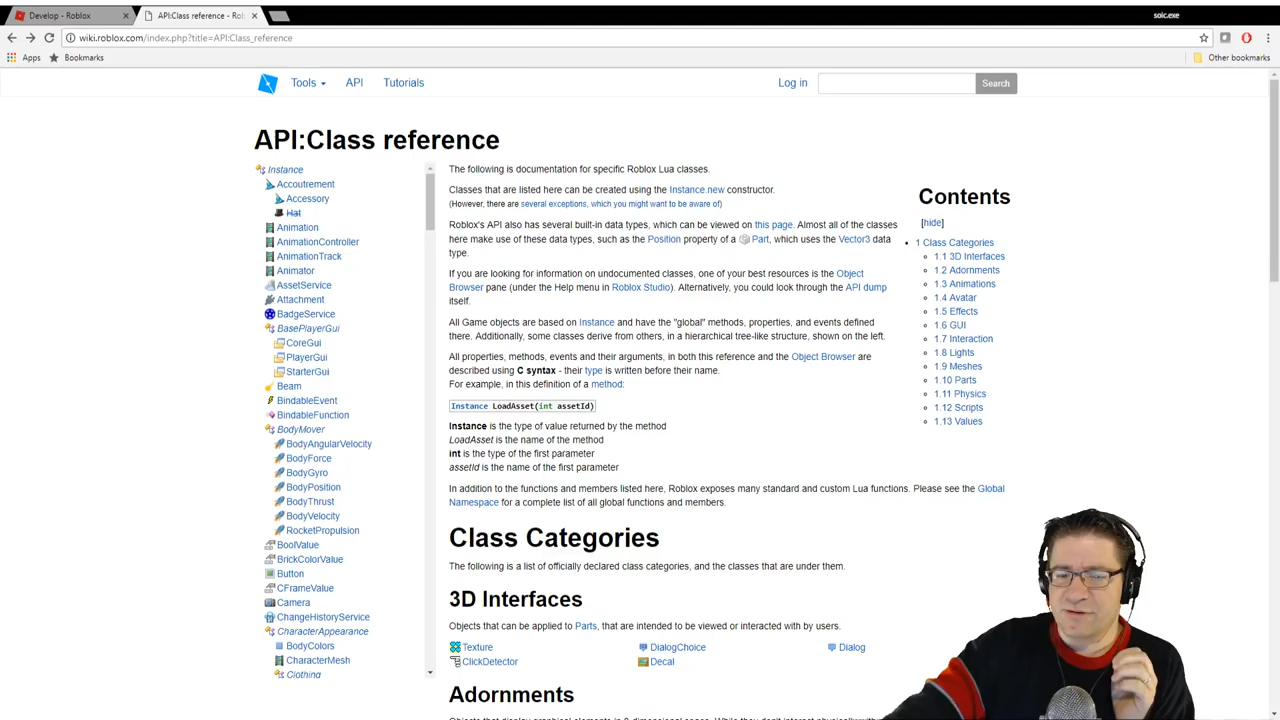 Develop - Roblox
API:Class reference - Rob
soic.exe
wiki.roblox.com/index.php?title=API:Class_reference
Apps
Bookmarks
Other bookmarks
Tools
API
Tutorials
Log in
Search
API:Class reference
Instance
Accoutrement
Accessory
Hat
Animation
AnimationController
AnimationTrack
Animator
AssetService
Attachment
BadgeService
BasePlayerGui
CoreGui
PlayerGui
StarterGui
Beam
BindableEvent
BindableFunction
BodyMover
BodyAngularVelocity
BodyForce
BodyGyro
BodyPosition
BodyThrust
BodyVelocity
RocketPropulsion
BoolValue
BrickColorValue
Button
CFrameValue
Camera
ChangeHistoryService
CharacterAppearance
BodyColors
CharacterMesh
Clothing
The following is documentation for specific Roblox Lua classes.
Classes that are listed here can be created using the Instance.new constructor.
(However, there are several exceptions, which you might want to be aware of)
Roblox's API also has several built-in data types, which can be viewed on this page. Almost all of the classes
here make use of these data types, such as the Position property of a Part, which uses the Vector3 data
type.
If you are looking for information on undocumented classes, one of your best resources is the Object
Browser pane (under the Help menu in Roblox Studio). Alternatively, you could look through the API dump
itself.
All Game objects are based on Instance and have the "global" methods, properties, and events defined
there. Additionally, some classes derive from others, in a hierarchical tree-like structure, shown on the left.
All properties, methods, events and their arguments, in both this reference and the Object Browser are
described using C syntax - their type is written before their name.
For example, in this definition of a method:
Instance LoadAsset(int assetId)
Instance is the type of value returned by the method
LoadAsset is the name of the method
int is the type of the first parameter
assetId is the name of the first parameter
In addition to the functions and members listed here, Roblox exposes many standard and custom Lua functions. Please see the Global
Namespace for a complete list of all global functions and members.
Contents
[hide]
1 Class Categories
1.1 3D Interfaces
1.2 Adornments
1.3 Animations
1.4 Avatar
1.5 Effects
1.6 GUI
1.7 Interaction
1.8 Lights
1.9 Meshes
1.10 Parts
1.11 Physics
1.12 Scripts
1.13 Values
Class Categories
The following is a list of officially declared class categories, and the classes that are under them.
3D Interfaces
Objects that can be applied to Parts, that are intended to be viewed or interacted with by users.
Texture
DialogChoice
Dialog
ClickDetector
Decal
Adornments